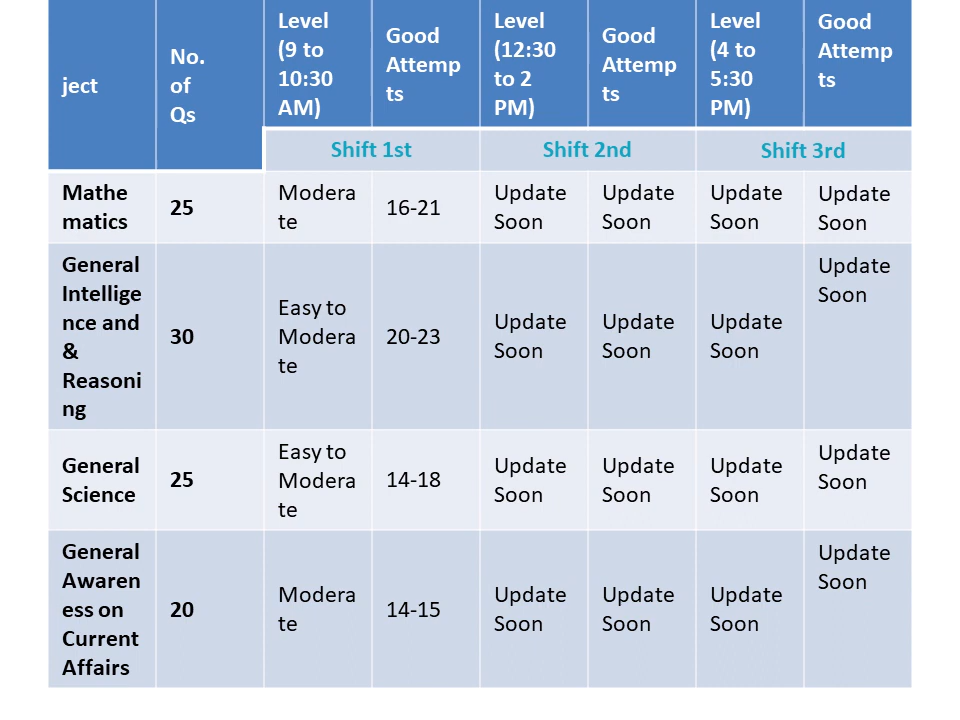 ject
No.
of
Qs
Level
(9 to
10:30
AM)
Good
Attemp
ts
Level
(12:30
to 2
PM)
Good
Attemp
ts
Level
(4 to
5:30
PM)
Good
Attemp
ts
Shift 1st
Shift 2nd
Shift 3rd
Mathe
matics
25
Modera
te
16-21
Update
Soon
Update
Soon
Update
Soon
Update
Soon
General
Intellige
nce and
&
Reasoni
ng
30
Easy to
Modera
te
20-23
Update
Soon
Update
Soon
Update
Soon
Update
Soon
General
Science
25
Easy to
Modera
te
14-18
Update
Soon
Update
Soon
Update
Soon
Update
Soon
General
Awaren
ess on
Current
Affairs
20
Modera
te
14-15
Update
Soon
Update
Soon
Update
Soon
Update
Soon